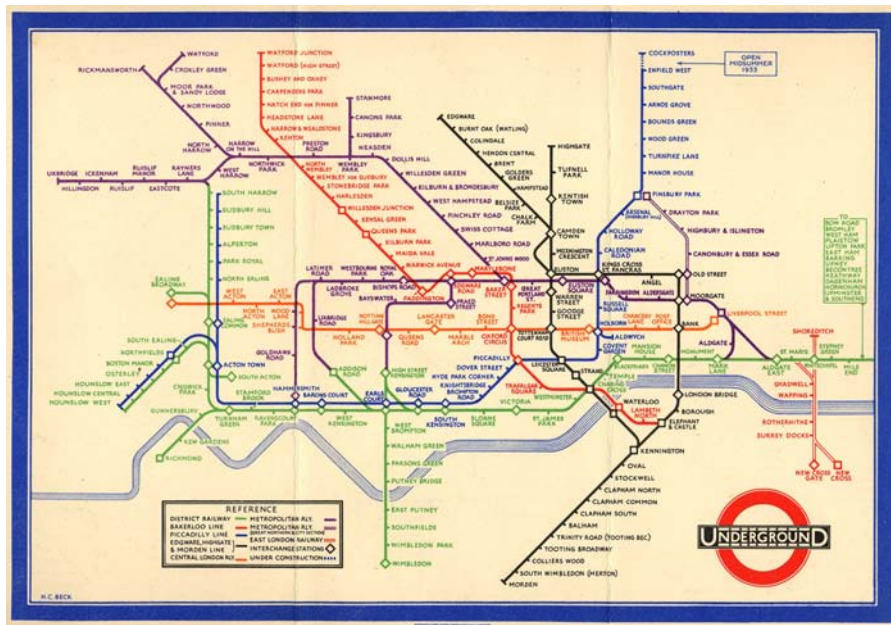 WATFORD
CROXLEY GREEN
RICKMANSWORTH
MOOR PARK
& SANDY LODGE
NORTHWOOD
PINNER
NORTH
HARROW
HARROW
ON THE HILL
WEST
HARROW
NORTHWICK
PARK
PRESTON
ROAD
WEMBLEY
PARK
UXBRIDGE
ICKENHAM
RUISLIP
MANOR
RAYNERS
LANE
HILLINGDON
RUISLIP
EASTCOTE
WATFORD JUNCTION
WATFORD (HIGH STREET)
BUSHEY AND OXHEY
CARPENDERS PARK
HATCH END FOR PINNER
HEADSTONE LANE
HARROW & WEALDSTONE
KENTON
NORTH
WEMBLEY
WEMBLEY FOR SUDBURY
STONEBRIDGE PARK
HARLESDEN
WILLESDEN JUNCTION
KENSAL GREEN
QUEENS PARK
KILBURN PARK
MAIDA VALE
WARWICK AVENUE
STANMORE
CANONS PARK
KINGSBURY
NEASDEN
DOLLIS HILL
WILLESDEN GREEN
KILBURN & BRONDESBURY
WEST HAMPSTEAD
FINCHLEY ROAD
SWISS COTTAGE
MARLBORO ROAD
ST JOHNS WOOD
EDGWARE
BURNT OAK (WATLING)
COLINDALE
HENDON CENTRAL
BRENT
GOLDERS
GREEN
HAMPSTEAD
BELSIZE
PARK
CHALK
FARM
HIGHGATE
TUFNELL
PARK
KENTISH
TOWN
CAMDEN
TOWN
MORNINGTON
CRESCENT
EUSTON
COCKFOSTERS
ENFIELD WEST
SOUTHGATE
ARNOS GROVE
BOUNDS GREEN
WOOD GREEN
TURNPIKE LANE
MANOR HOUSE
FINSBURY PARK
OPEN
MIDSUMMER
1933
ARSENAL
(HIGHBURY HILL)
HOLLOWAY
ROAD
CALEDONIAN
ROAD
KINGS CROSS
ST. PANCRAS
DRAYTON PARK
HIGHBURY & ISLINGTON
CANONBURY & ESSEX ROAD
OLD STREET
ANGEL
MOORGATE
TO
BOW ROAD
BROMLEY
WEST HAM
PLAISTOW
UPTON PARK
EAST HAM
BARKING
UPNEY
BECONTREE
HEATHWAY
DAGENHAM
HORNCHURCH
UPMINSTER
& SOUTHEND
SOUTH HARROW
SUDBURY HILL
SUDBURY TOWN
ALPERTON
PARK ROYAL
NORTH EALING
EALING
BROADWAY
WEST
ACTON
EAST
ACTON
NORTH
ACTON
WOOD
LANE
SHEPHERDS
BUSH
EALING
COMMON
LATIMER
ROAD
LADBROKE
GROVE
WESTBOURNE
PARK
ROYAL
OAK
BISHOPS ROAD
PADDINGTON
BAYSWATER
PRAED
STREET
EDGWARE
ROAD
MARYLEBONE
BAKER
STREET
GREAT
PORTLAND
ST.
REGENTS
PARK
EUSTON
SQUARE
WARREN
STREET
GOODGE
STREET
TOTTENHAM
COURT ROAD
RUSSELL
SQUARE
FARRINGDON
ALDERSGATE
UXBRIDGE
ROAD
GOLDHAWK
ROAD
HOLLAND
PARK
NOTTING
HILL GATE
QUEENS
ROAD
LANCASTER
GATE
MARBLE
ARCH
BOND
STREET
OXFORD
CIRCUS
BRITISH
MUSEUM
HOLBORN
CHANCERY
LANE
POST
OFFICE
BANK
LIVERPOOL STREET
ALDWYCH
COVENT
GARDEN
ALDGATE
SOUTH EALING
NORTHFIELDS
BOSTON MANOR
OSTERLEY
HOUNSLOW EAST
HOUNSLOW CENTRAL
HOUNSLOW WEST
ACTON TOWN
SOUTH ACTON
CHISWICK
PARK
GUNNERSBURY
KEW GARDENS
RICHMOND
STAMFORD
BROOK
TURNHAM
GREEN
RAVENSCOURT
PARK
HAMMERSMITH
BARONS COURT
WEST
KENSINGTON
ADDISON
ROAD
EARLS
COURT
HIGH STREET
KENSINGTON
GLOUCESTER
ROAD
SOUTH
KENSINGTON
SLOANE
SQUARE
VICTORIA
ST. JAMES
PARK
WESTMINSTER
PICCADILLY
DOVER STREET
HYDE PARK CORNER
KNIGHTSBRIDGE
BROMPTON
ROAD
TRAFALGAR
SQUARE
LEICESTER
SQUARE
STRAND
CHARING
CROSS
TEMPLE
BLACKFRIARS
MANSION
HOUSE
CANNON
STREET
MONUMENT
MARK
LANE
ALDGATE
EAST
ST. MARYS
WHITECHAPEL
STEPNEY
GREEN
MILE
END
SHOREDITCH
SHADWELL
WAPPING
ROTHERHITHE
SURREY DOCKS
NEW CROSS
GATE
NEW
CROSS
WATERLOO
LAMBETH
NORTH
LONDON BRIDGE
BOROUGH
ELEPHANT
& CASTLE
KENNINGTON
OVAL
STOCKWELL
CLAPHAM NORTH
CLAPHAM COMMON
CLAPHAM SOUTH
BALHAM
TRINITY ROAD (TOOTING BEC)
TOOTING BROADWAY
COLLIERS WOOD
SOUTH WIMBLEDON (MERTON)
MORDEN
WEST
BROMPTON
WALHAM GREEN
PARSONS GREEN
PUTNEY BRIDGE
EAST PUTNEY
SOUTHFIELDS
WIMBLEDON PARK
WIMBLEDON
REFERENCE
DISTRICT RAILWAY
BAKERLOO LINE
PICCADILLY LINE
EDGWARE, HIGHGATE
& MORDEN LINE
CENTRAL LONDON RLY.
METROPOLITAN RLY.
METROPOLITAN RLY.
(GREAT NORTHERN & CITY SECTION)
EAST LONDON RAILWAY
INTERCHANGE STATIONS
UNDER CONSTRUCTION
UNDERGROUND
H.C. BECK